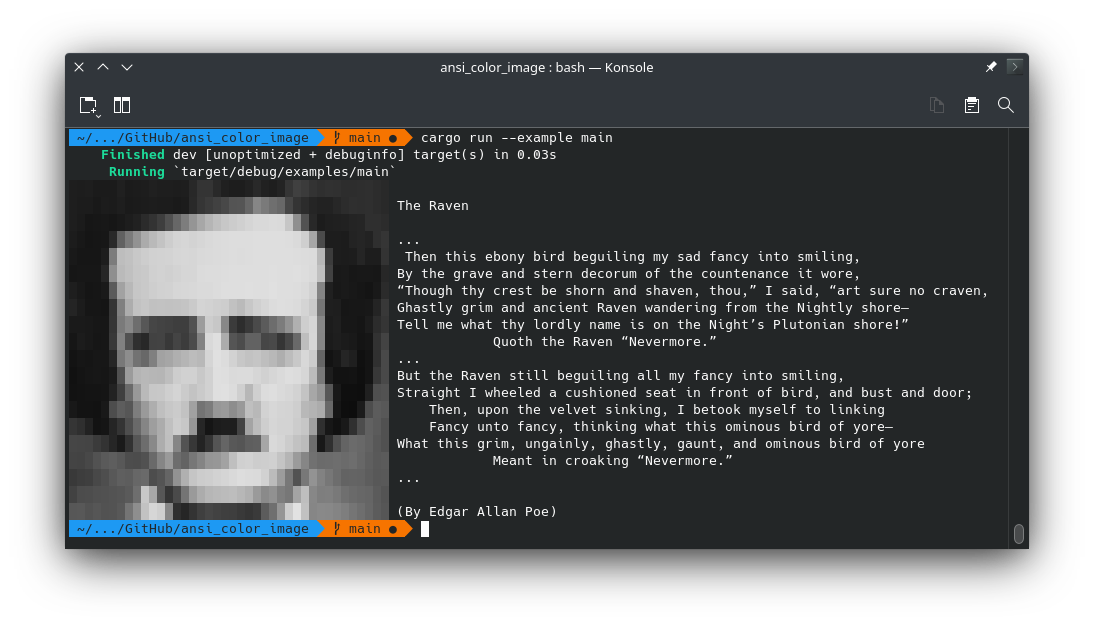 ansi_color_image : bash — Konsole
~/.../GitHub/ansi_color_image  main ● cargo run --example main
    Finished dev [unoptimized + debuginfo] target(s) in 0.03s
     Running `target/debug/examples/main`
The Raven
...
 Then this ebony bird beguiling my sad fancy into smiling,
By the grave and stern decorum of the countenance it wore,
“Though thy crest be shorn and shaven, thou,” I said, “art sure no craven,
Ghastly grim and ancient Raven wandering from the Nightly shore—
Tell me what thy lordly name is on the Night’s Plutonian shore!”
            Quoth the Raven “Nevermore.”
...
But the Raven still beguiling all my fancy into smiling,
Straight I wheeled a cushioned seat in front of bird, and bust and door;
    Then, upon the velvet sinking, I betook myself to linking
    Fancy unto fancy, thinking what this ominous bird of yore—
What this grim, ungainly, ghastly, gaunt, and ominous bird of yore
            Meant in croaking “Nevermore.”
...
(By Edgar Allan Poe)
~/.../GitHub/ansi_color_image  main ●